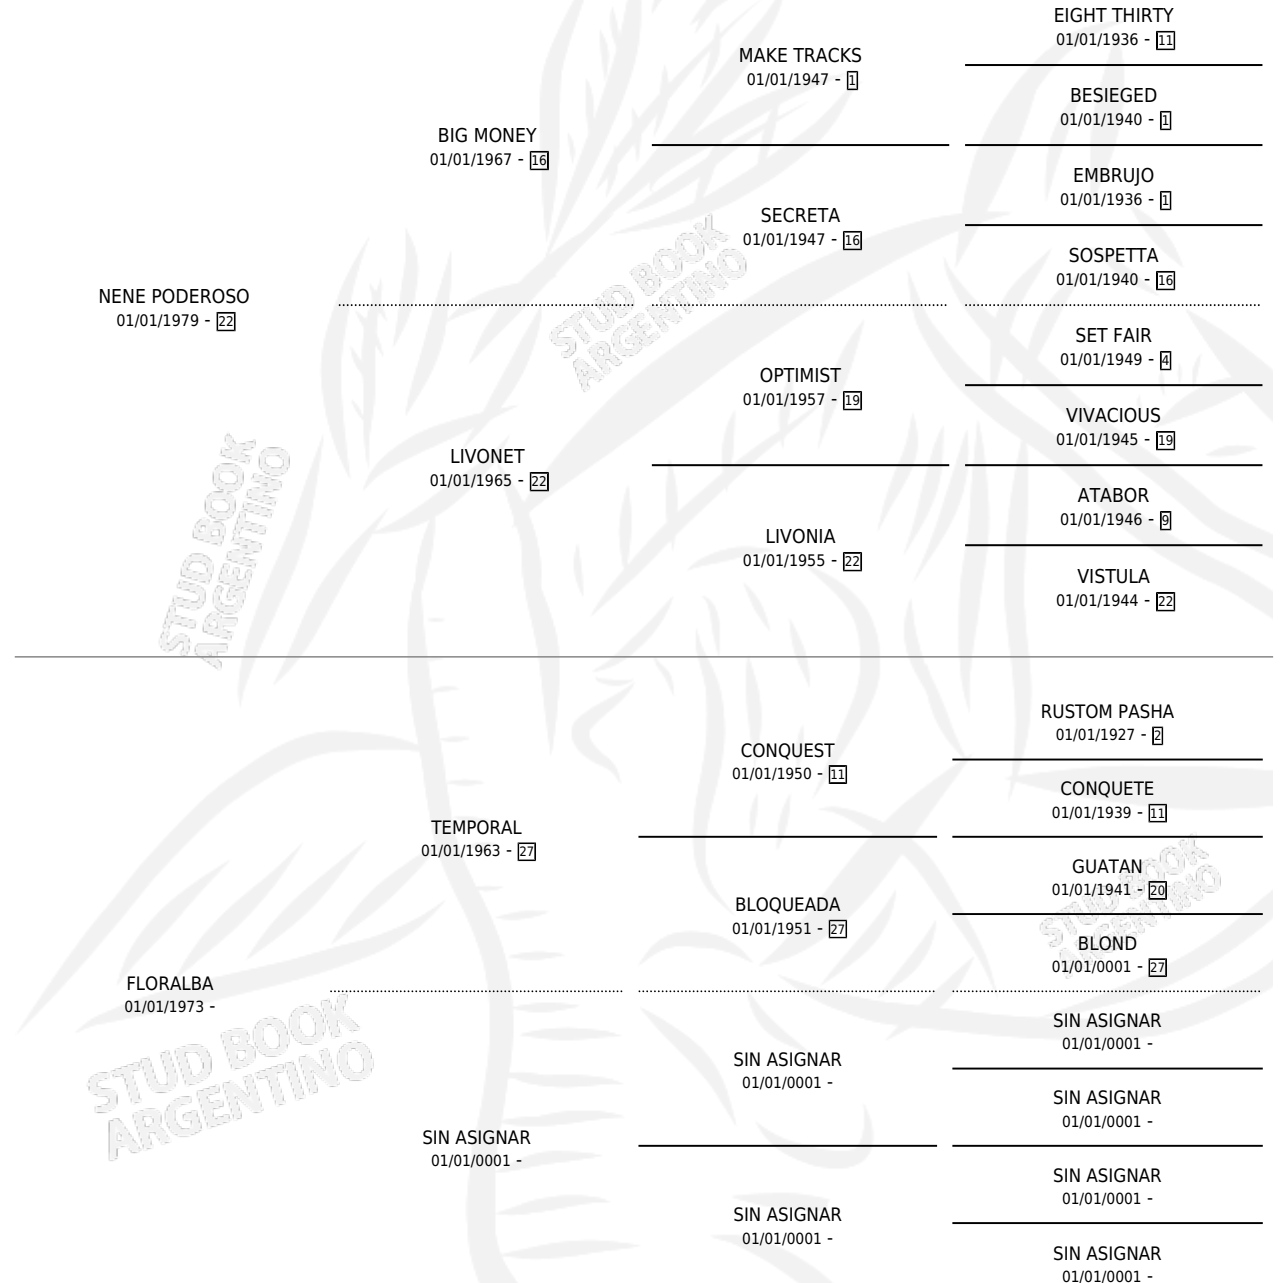 EIGHT THIRTY
01/01/1936 - 11
MAKE TRACKS
01/01/1947 - 1
BESIEGED
01/01/1940 - 1
BIG MONEY
01/01/1967 - 16
EMBRUJO
01/01/1936 - 1
SECRETA
01/01/1947 - 16
SOSPETTA
01/01/1940 - 16
NENE PODEROSO
01/01/1979 - 22
SET FAIR
01/01/1949 - 4
OPTIMIST
01/01/1957 - 19
VIVACIOUS
01/01/1945 - 19
LIVONET
01/01/1965 - 22
ATABOR
01/01/1946 - 9
LIVONIA
01/01/1955 - 22
VISTULA
01/01/1944 - 22
RUSTOM PASHA
01/01/1927 - 2
CONQUEST
01/01/1950 - 11
CONQUETE
01/01/1939 - 11
TEMPORAL
01/01/1963 - 27
GUATAN
01/01/1941 - 20
BLOQUEADA
01/01/1951 - 27
BLOND
01/01/0001 - 27
FLORALBA
01/01/1973 -
SIN ASIGNAR
01/01/0001 -
SIN ASIGNAR
01/01/0001 -
SIN ASIGNAR
01/01/0001 -
SIN ASIGNAR
01/01/0001 -
SIN ASIGNAR
01/01/0001 -
SIN ASIGNAR
01/01/0001 -
SIN ASIGNAR
01/01/0001 -
STUD BOOK
ARGENTINO
STUD BOOK
ARGENTINO
STUD BOOK
ARGENTINO
STUD BOOK
ARGENTINO